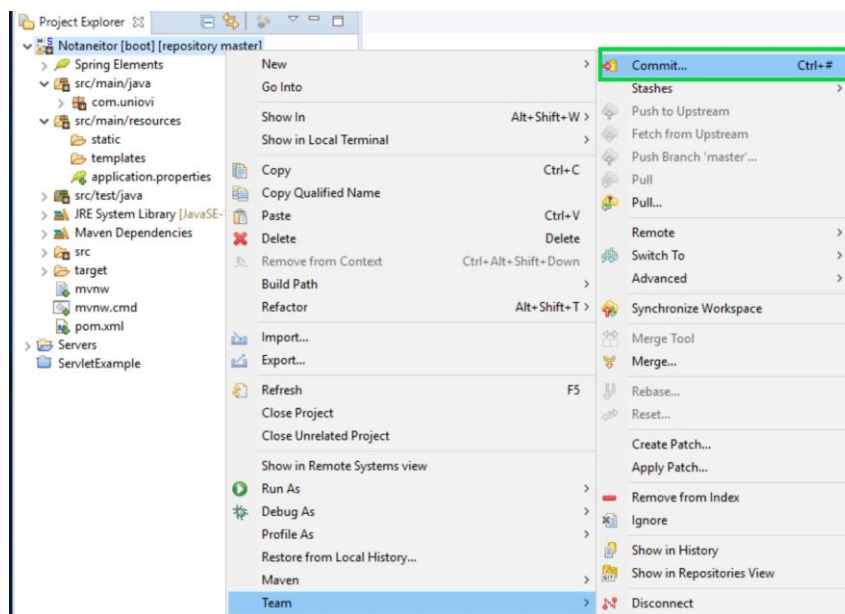 Project Explorer
Notaneitor [boot] [repository master]
Spring Elements
src/main/java
com.uniovi
src/main/resources
static
templates
application.properties
src/test/java
JRE System Library [JavaSE-
Maven Dependencies
src
target
mvnw
mvnw.cmd
pom.xml
Servers
ServletExample
New
Go Into
Show In Alt+Shift+W
Show in Local Terminal
Copy Ctrl+C
Copy Qualified Name
Paste Ctrl+V
Delete Delete
Remove from Context Ctrl+Alt+Shift+Down
Build Path
Refactor Alt+Shift+T
Import...
Export...
Refresh F5
Close Project
Close Unrelated Project
Show in Remote Systems view
Run As
Debug As
Profile As
Restore from Local History...
Maven
Team
Commit... Ctrl+#
Stashes
Push to Upstream
Fetch from Upstream
Push Branch 'master'...
Pull
Pull...
Remote
Switch To
Advanced
Synchronize Workspace
Merge Tool
Merge...
Rebase...
Reset...
Create Patch...
Apply Patch...
Remove from Index
Ignore
Show in History
Show in Repositories View
Disconnect